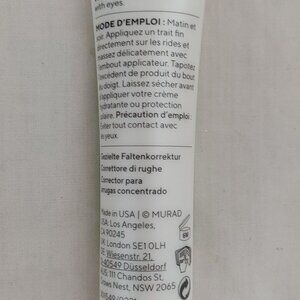 with eyes.
MODE D'EMPLOI : Matin et
soir. Appliquez un trait fin
directement sur les rides et
massez délicatement avec
l'embout applicateur. Tapotez
l'excédent de produit du bout
du doigt. Laissez sécher avant
d'appliquer votre crème
hydratante ou protection
solaire. Précaution d'emploi :
Éviter tout contact avec
les yeux.
Gezielte Faltenkorrektur
Correttore di rughe
Corrector para
arrugas concentrado
Made in USA | © MURAD
USA: Los Angeles,
CA 90245
UK: London SE1 0LH
DE: Wiesenstr. 21,
D-40549 Düsseldorf
AUS: 111 Chandos St,
Crows Nest, NSW 2065